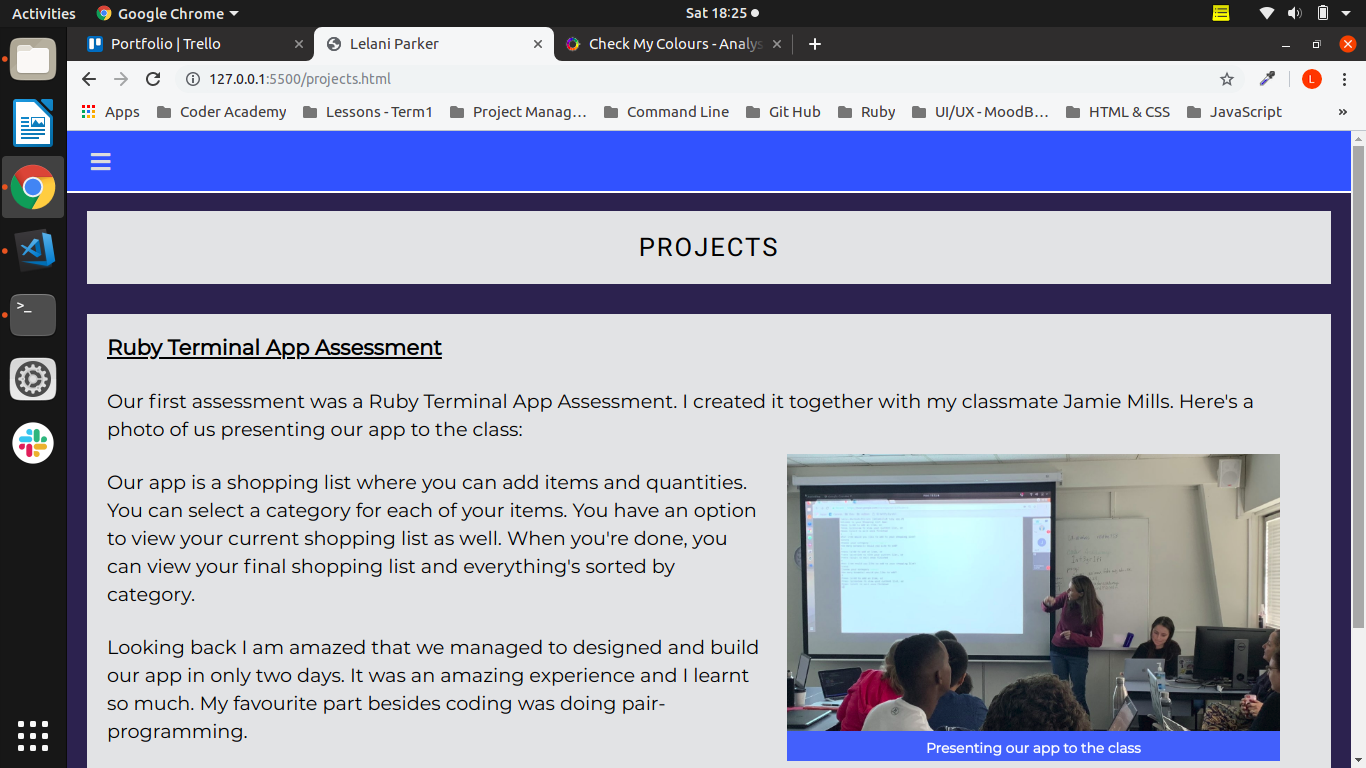 Activities Google Chrome Sat 18:25
Portfolio | Trello Lelani Parker Check My Colours - Analys
127.0.0.1:5500/projects.html L
Apps Coder Academy Lessons - Term1 Project Manag... Command Line Git Hub Ruby UI/UX - MoodB... HTML & CSS JavaScript »
PROJECTS
Ruby Terminal App Assessment
Our first assessment was a Ruby Terminal App Assessment. I created it together with my classmate Jamie Mills. Here's a
photo of us presenting our app to the class:
Our app is a shopping list where you can add items and quantities.
You can select a category for each of your items. You have an option
to view your current shopping list as well. When you're done, you
can view your final shopping list and everything's sorted by
category.
Looking back I am amazed that we managed to designed and build
our app in only two days. It was an amazing experience and I learnt
so much. My favourite part besides coding was doing pair-
programming.
Presenting our app to the class